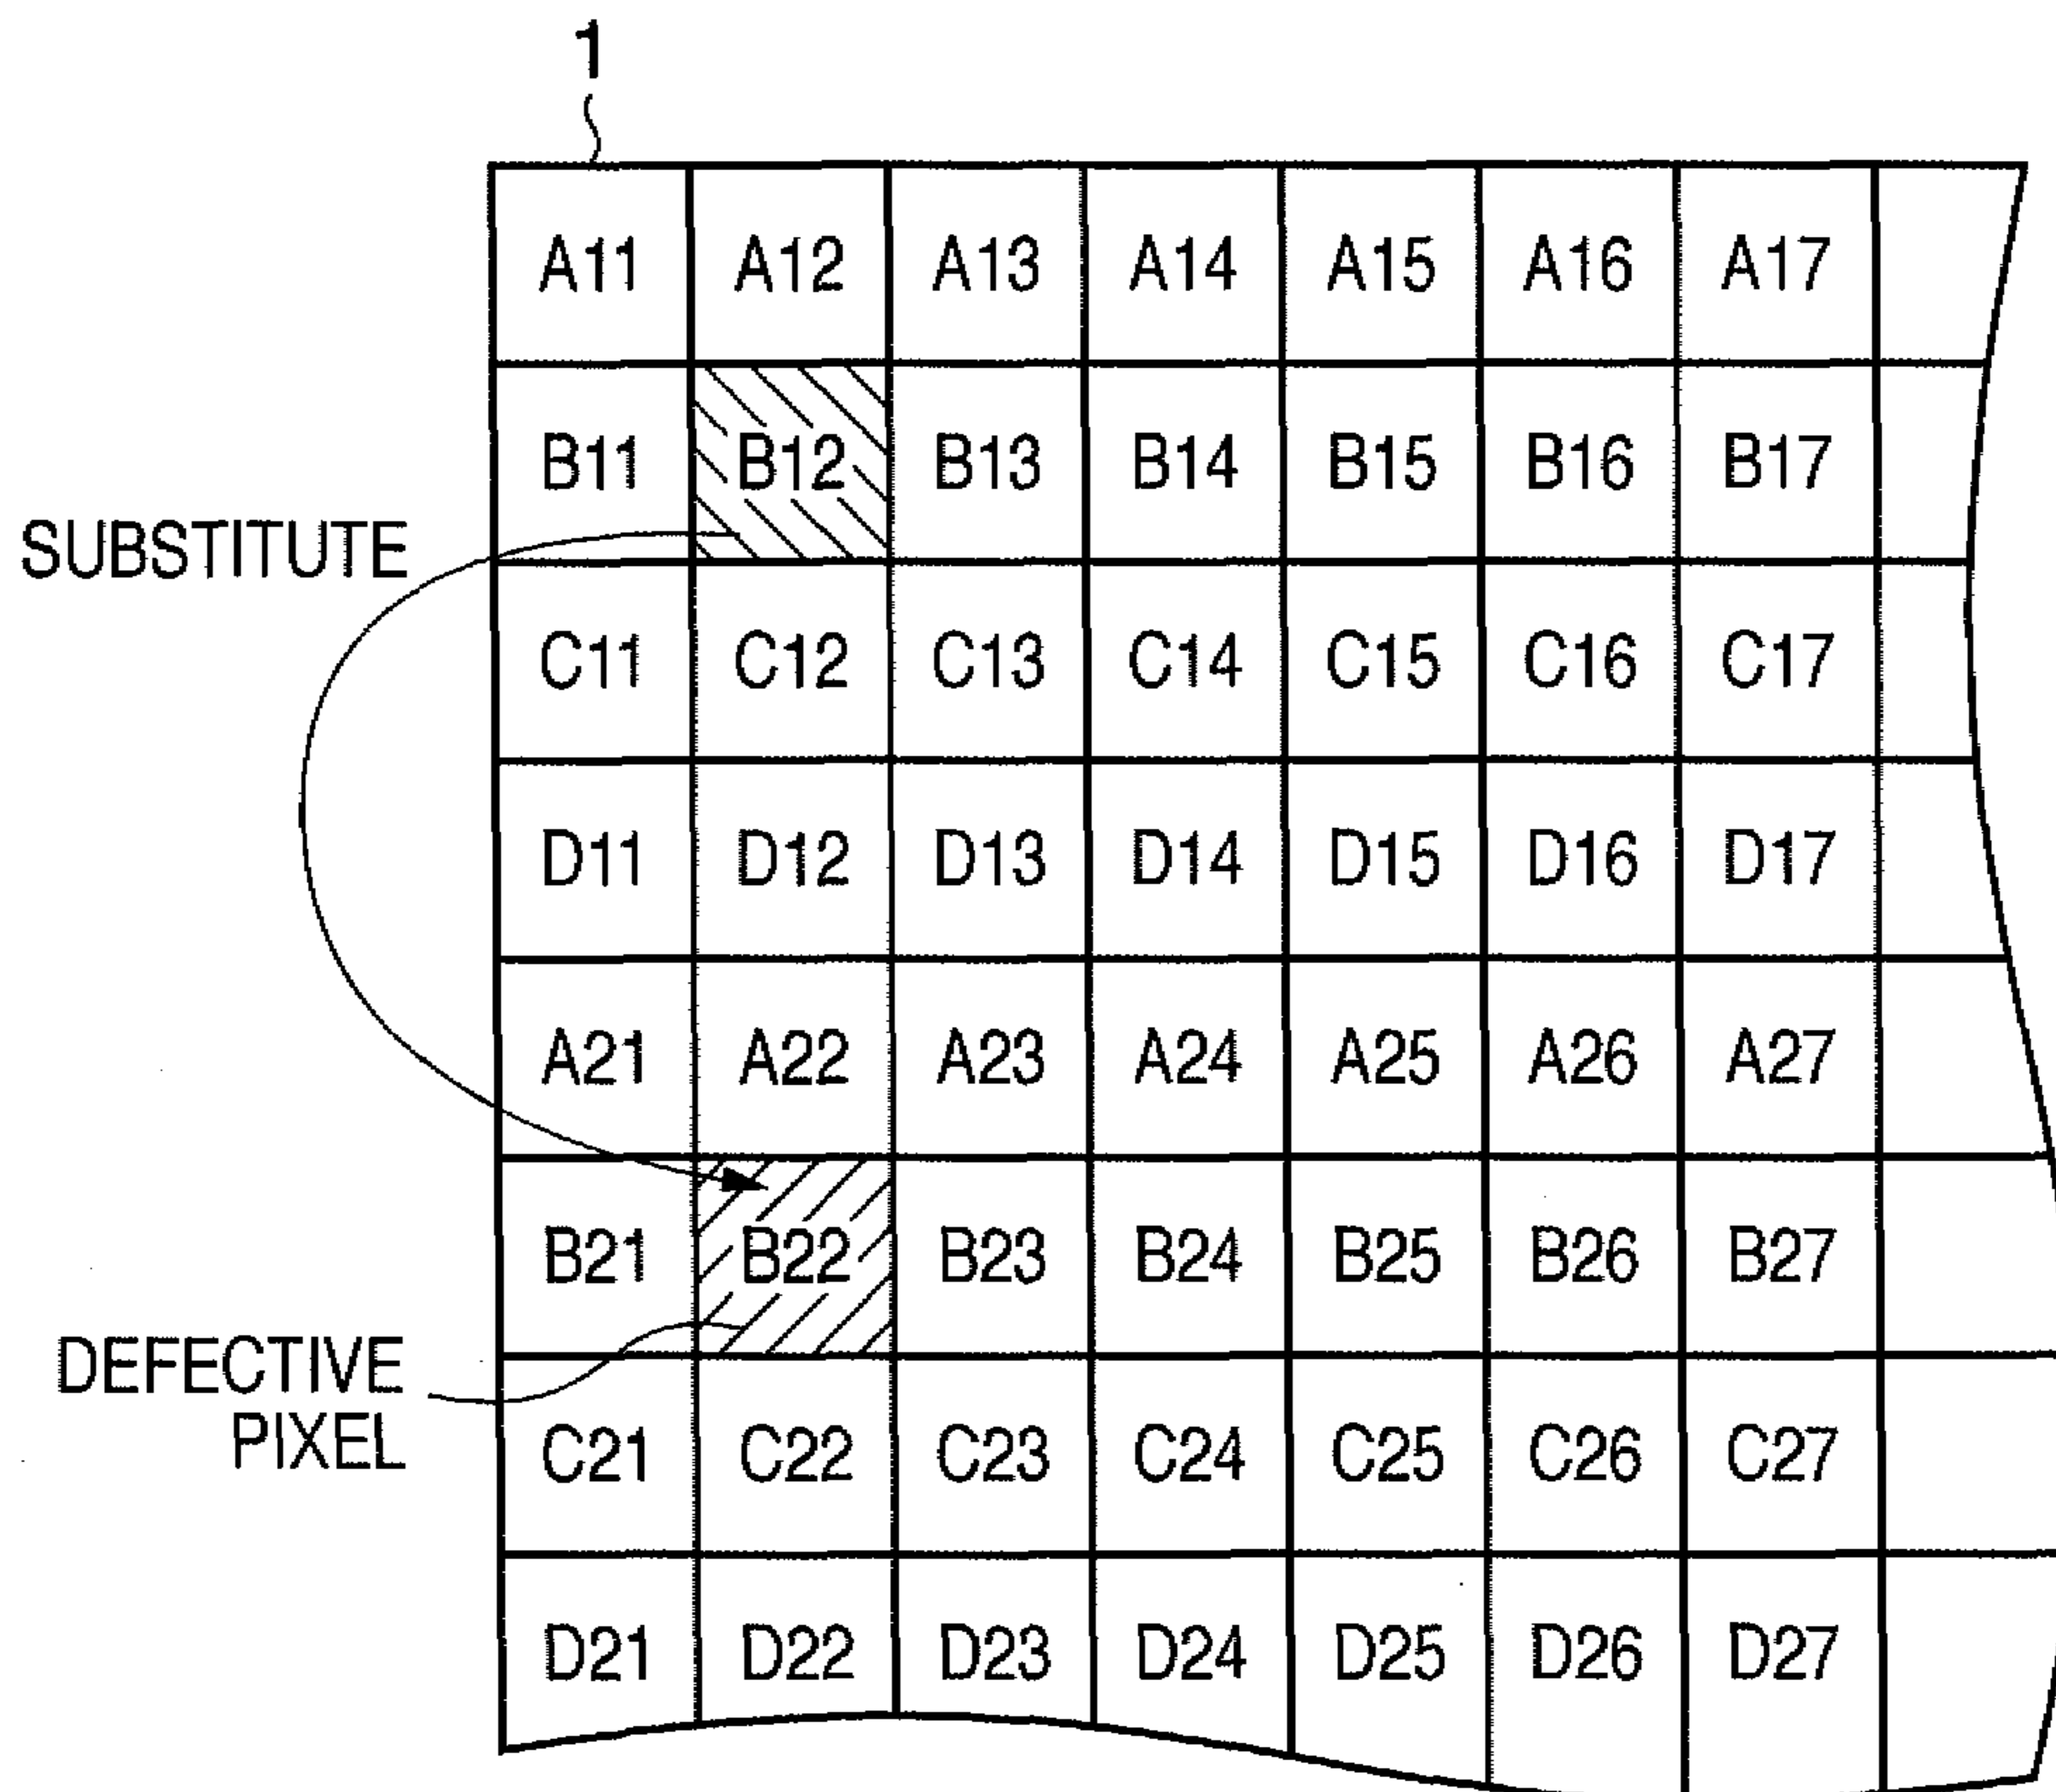 1
A11 A12 A13 A14 A15 A16 A17
B11 B12 B13 B14 B15 B16 B17
SUBSTITUTE
C11 C12 C13 C14 C15 C16 C17
D11 D12 D13 D14 D15 D16 D17
A21 A22 A23 A24 A25 A26 A27
B21 B22 B23 B24 B25 B26 B27
DEFECTIVE
PIXEL
C21 C22 C23 C24 C25 C26 C27
D21 D22 D23 D24 D25 D26 D27